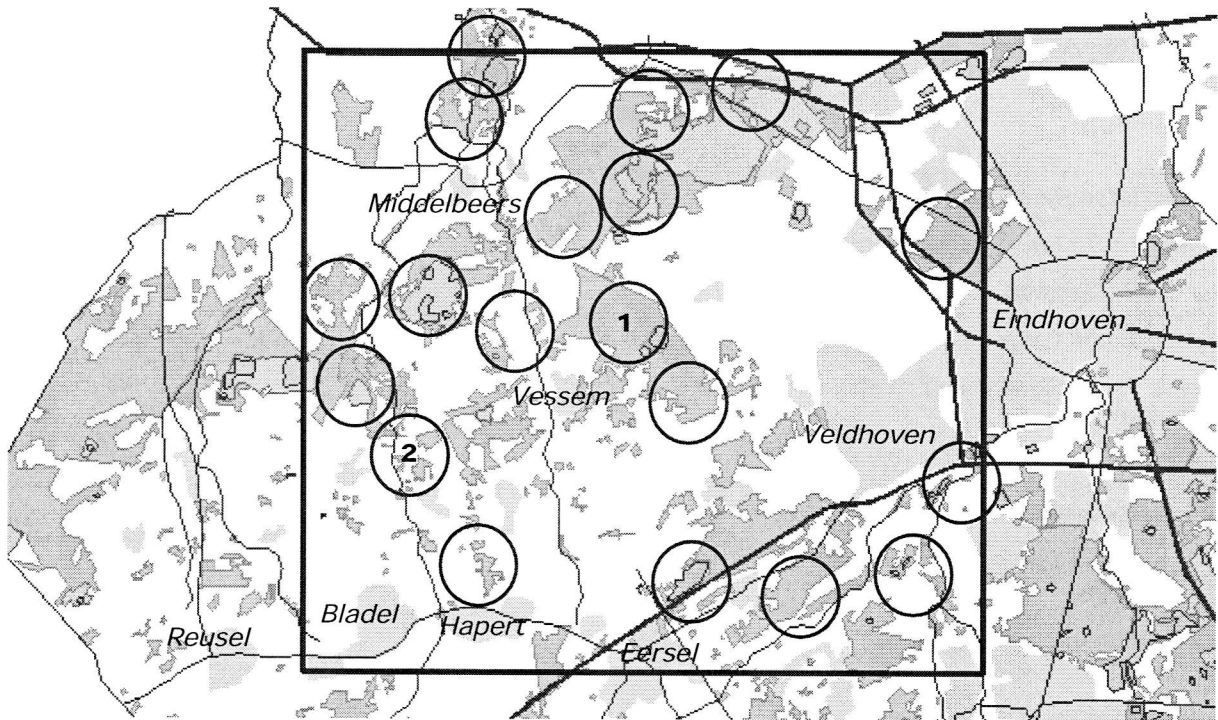 Middelbeers
1
Eindhoven
Vessem
Veldhoven
2
Bladel
Hapert
Reusel
Eersel